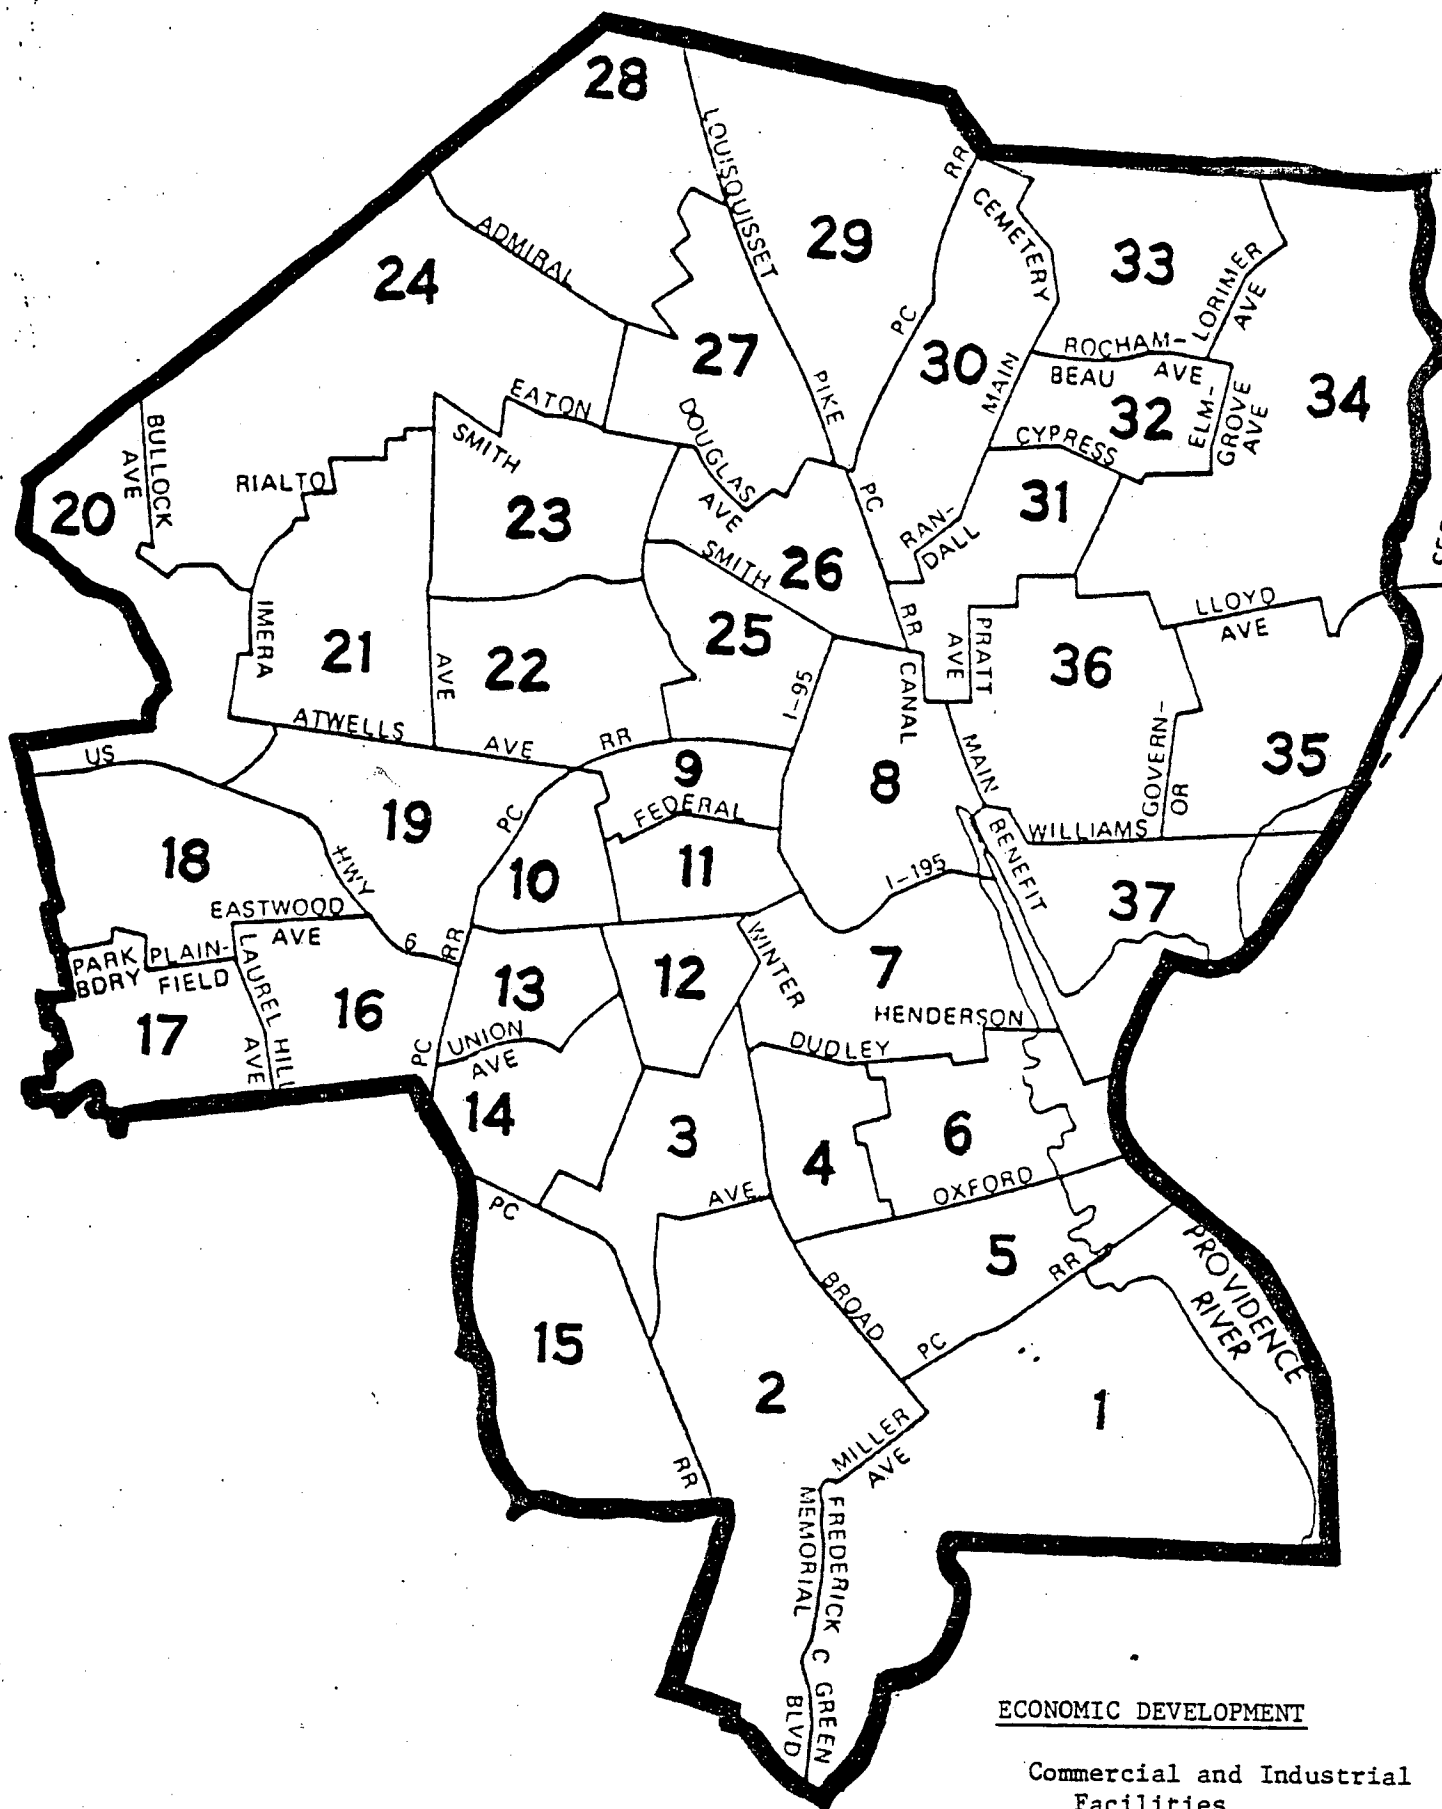 28
LOUISQUISSET
PIKE
RR
CEMETERY
29
33
ADMIRAL
24
LORIMER
AVE
27
PC
30
MAIN
ROCHAM-
BEAU AVE
34
EATON
32
ELM-
GROVE
AVE
BULLOCK
AVE
SMITH
DOUGLAS
AVE
CYPRESS
RIALTO
20
23
PC
31
RAN-
DALL
SMITH
26
IMERA
RR
LLOYD
AVE
25
PRATT
AVE
21
AVE
22
36
CANAL
I-95
ATWELLS
AVE
RR
US
MAIN
GOVERN-
OR
35
9
8
FEDERAL
19
PC
BENEFIT
WILLIAMS
18
HWY
10
11
I-195
EASTWOOD
AVE
37
6
RR
PARK
BDRY
PLAIN-
FIELD
LAUREL HILL
AVE
WINTER
13
12
7
16
17
HENDERSON
UNION
AVE
PC
DUDLEY
14
3
4
6
AVE
OXFORD
PC
5
PROVIDENCE
RIVER
RR
BROAD
15
PC
2
1
MILLER
AVE
RR
FREDERICK C GREEN
MEMORIAL
BLVD
ECONOMIC DEVELOPMENT
Commercial and Industrial
Facilities